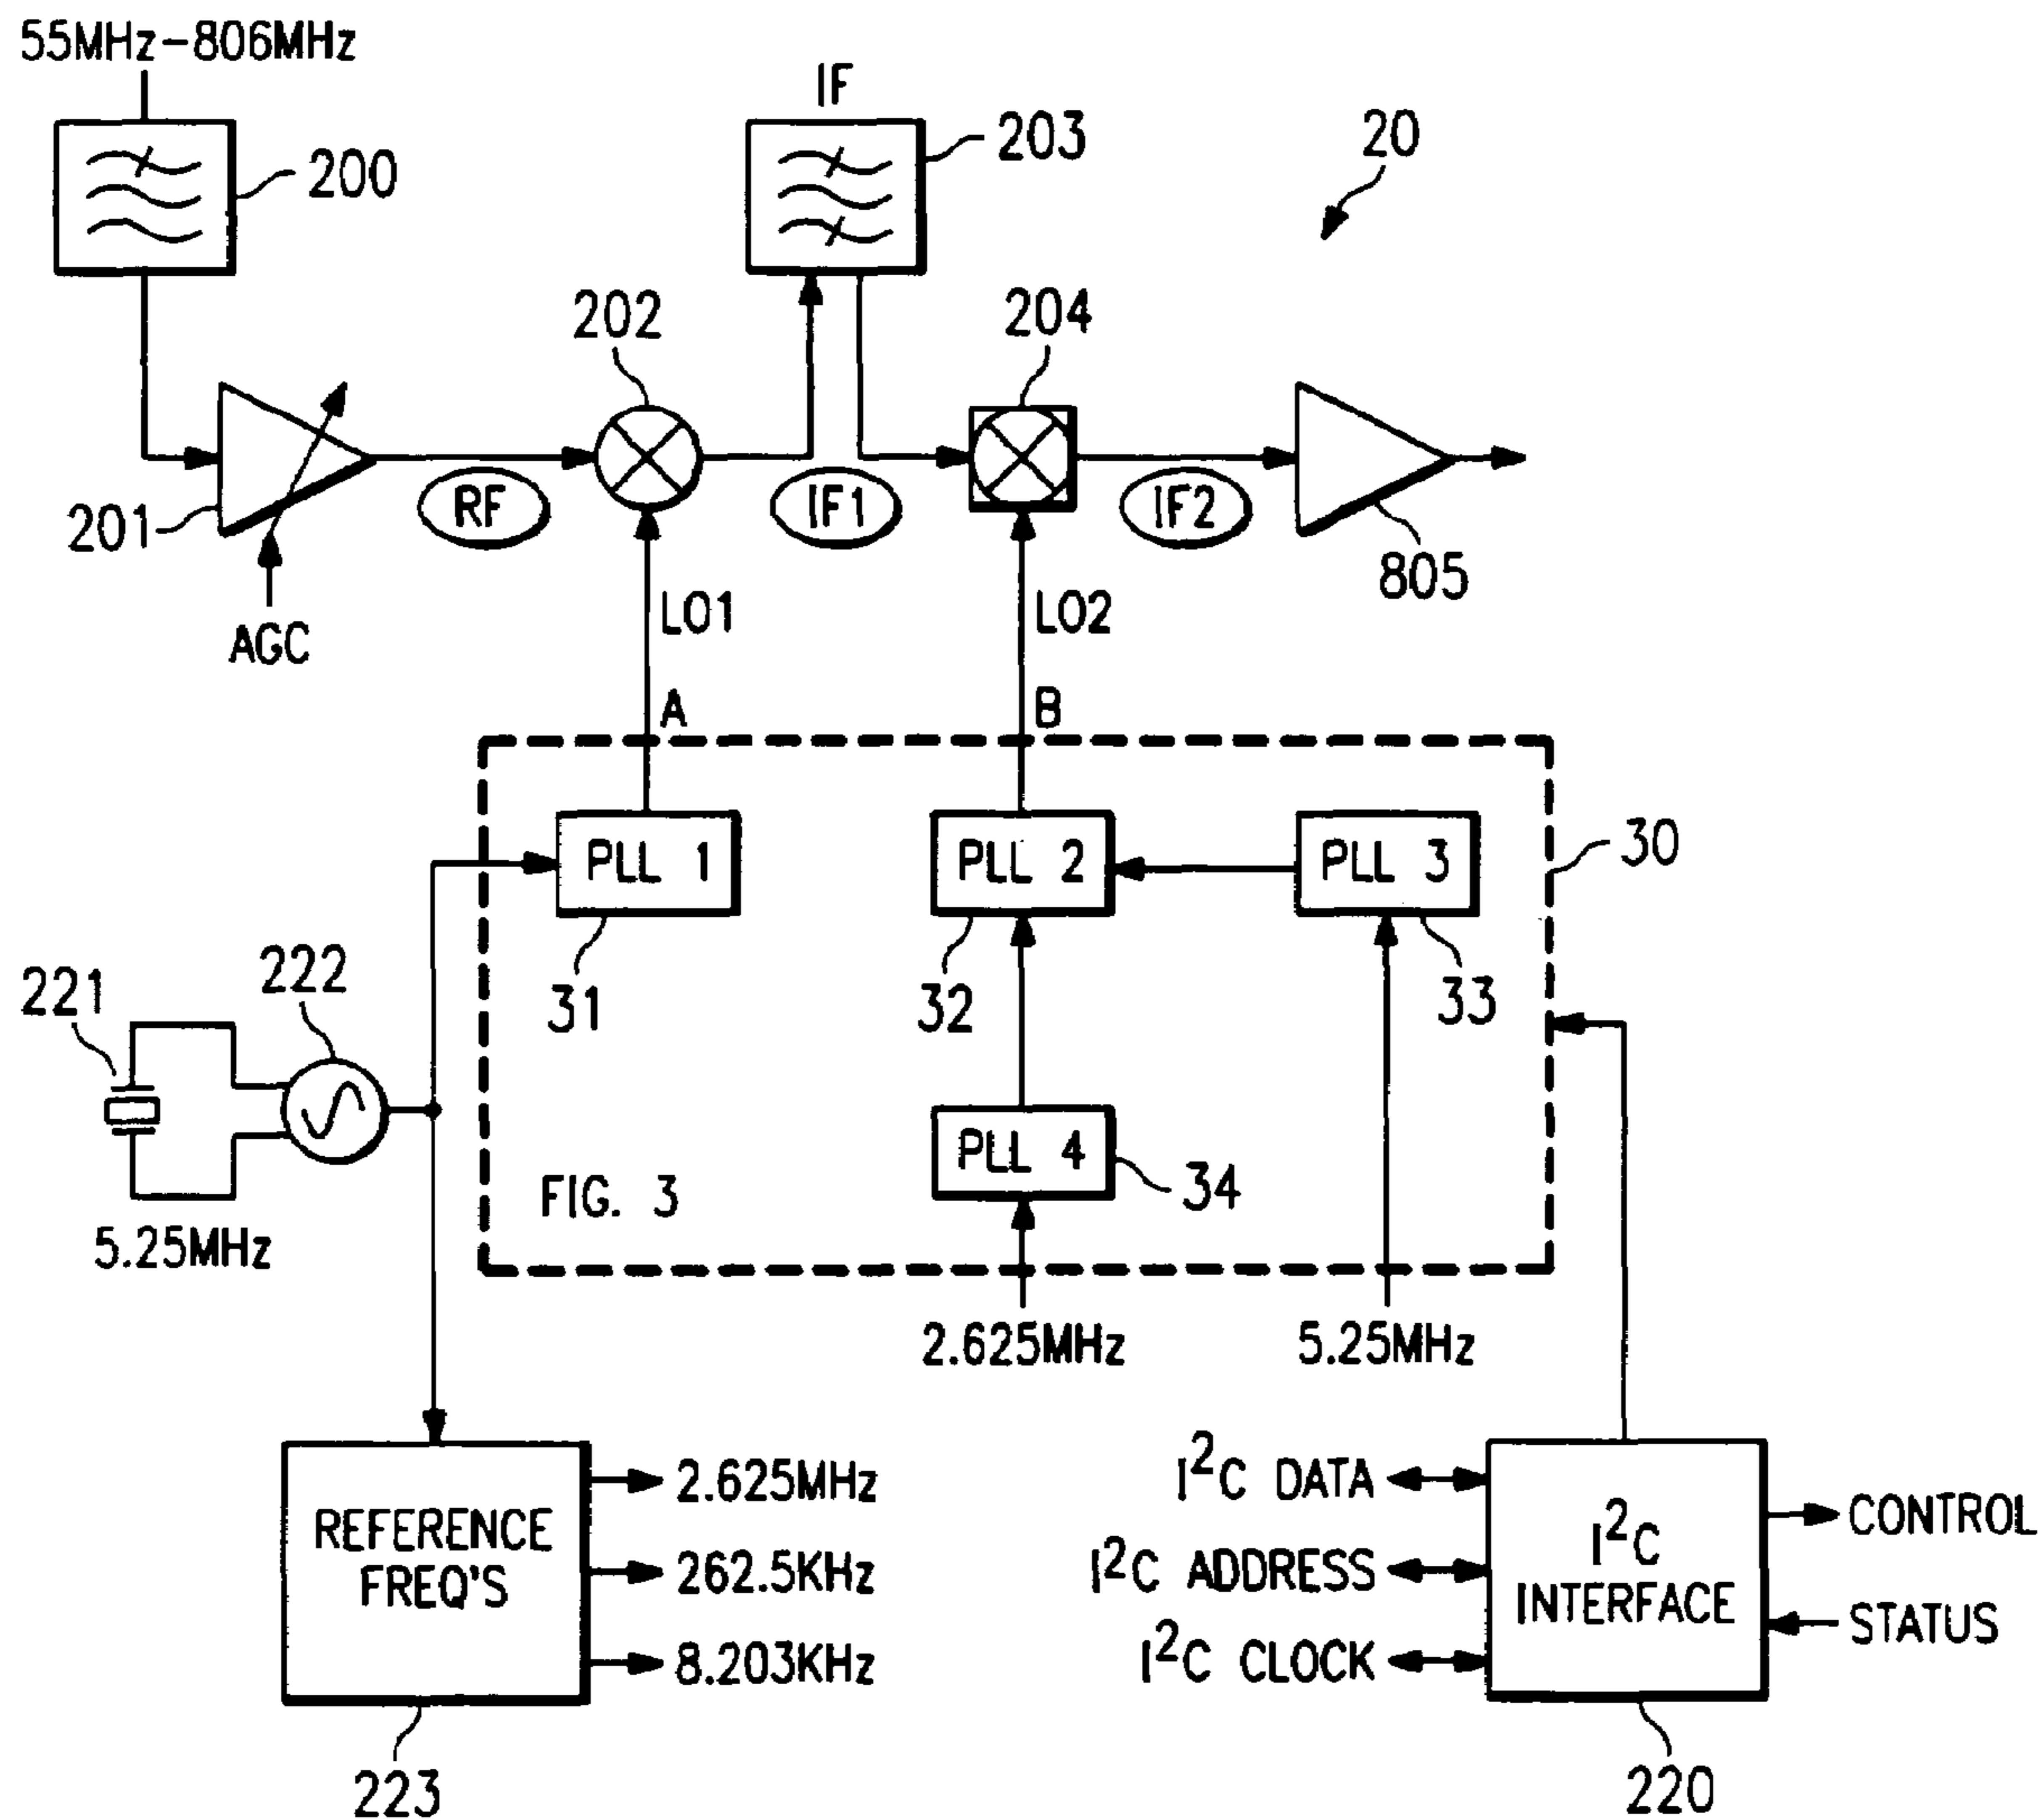 55MHz-806MHz
IF
200
203
20
202
204
201
AGC
RF
IF1
IF2
805
LO1
LO2
A
B
PLL 1
PLL 2
PLL 3
30
31
32
33
221
222
5.25MHz
FIG. 3
PLL 4
34
2.625MHz
5.25MHz
REFERENCE
FREQ'S
2.625MHz
262.5KHz
8.203KHz
223
I²C DATA
I²C ADDRESS
I²C CLOCK
I²C
INTERFACE
CONTROL
STATUS
220